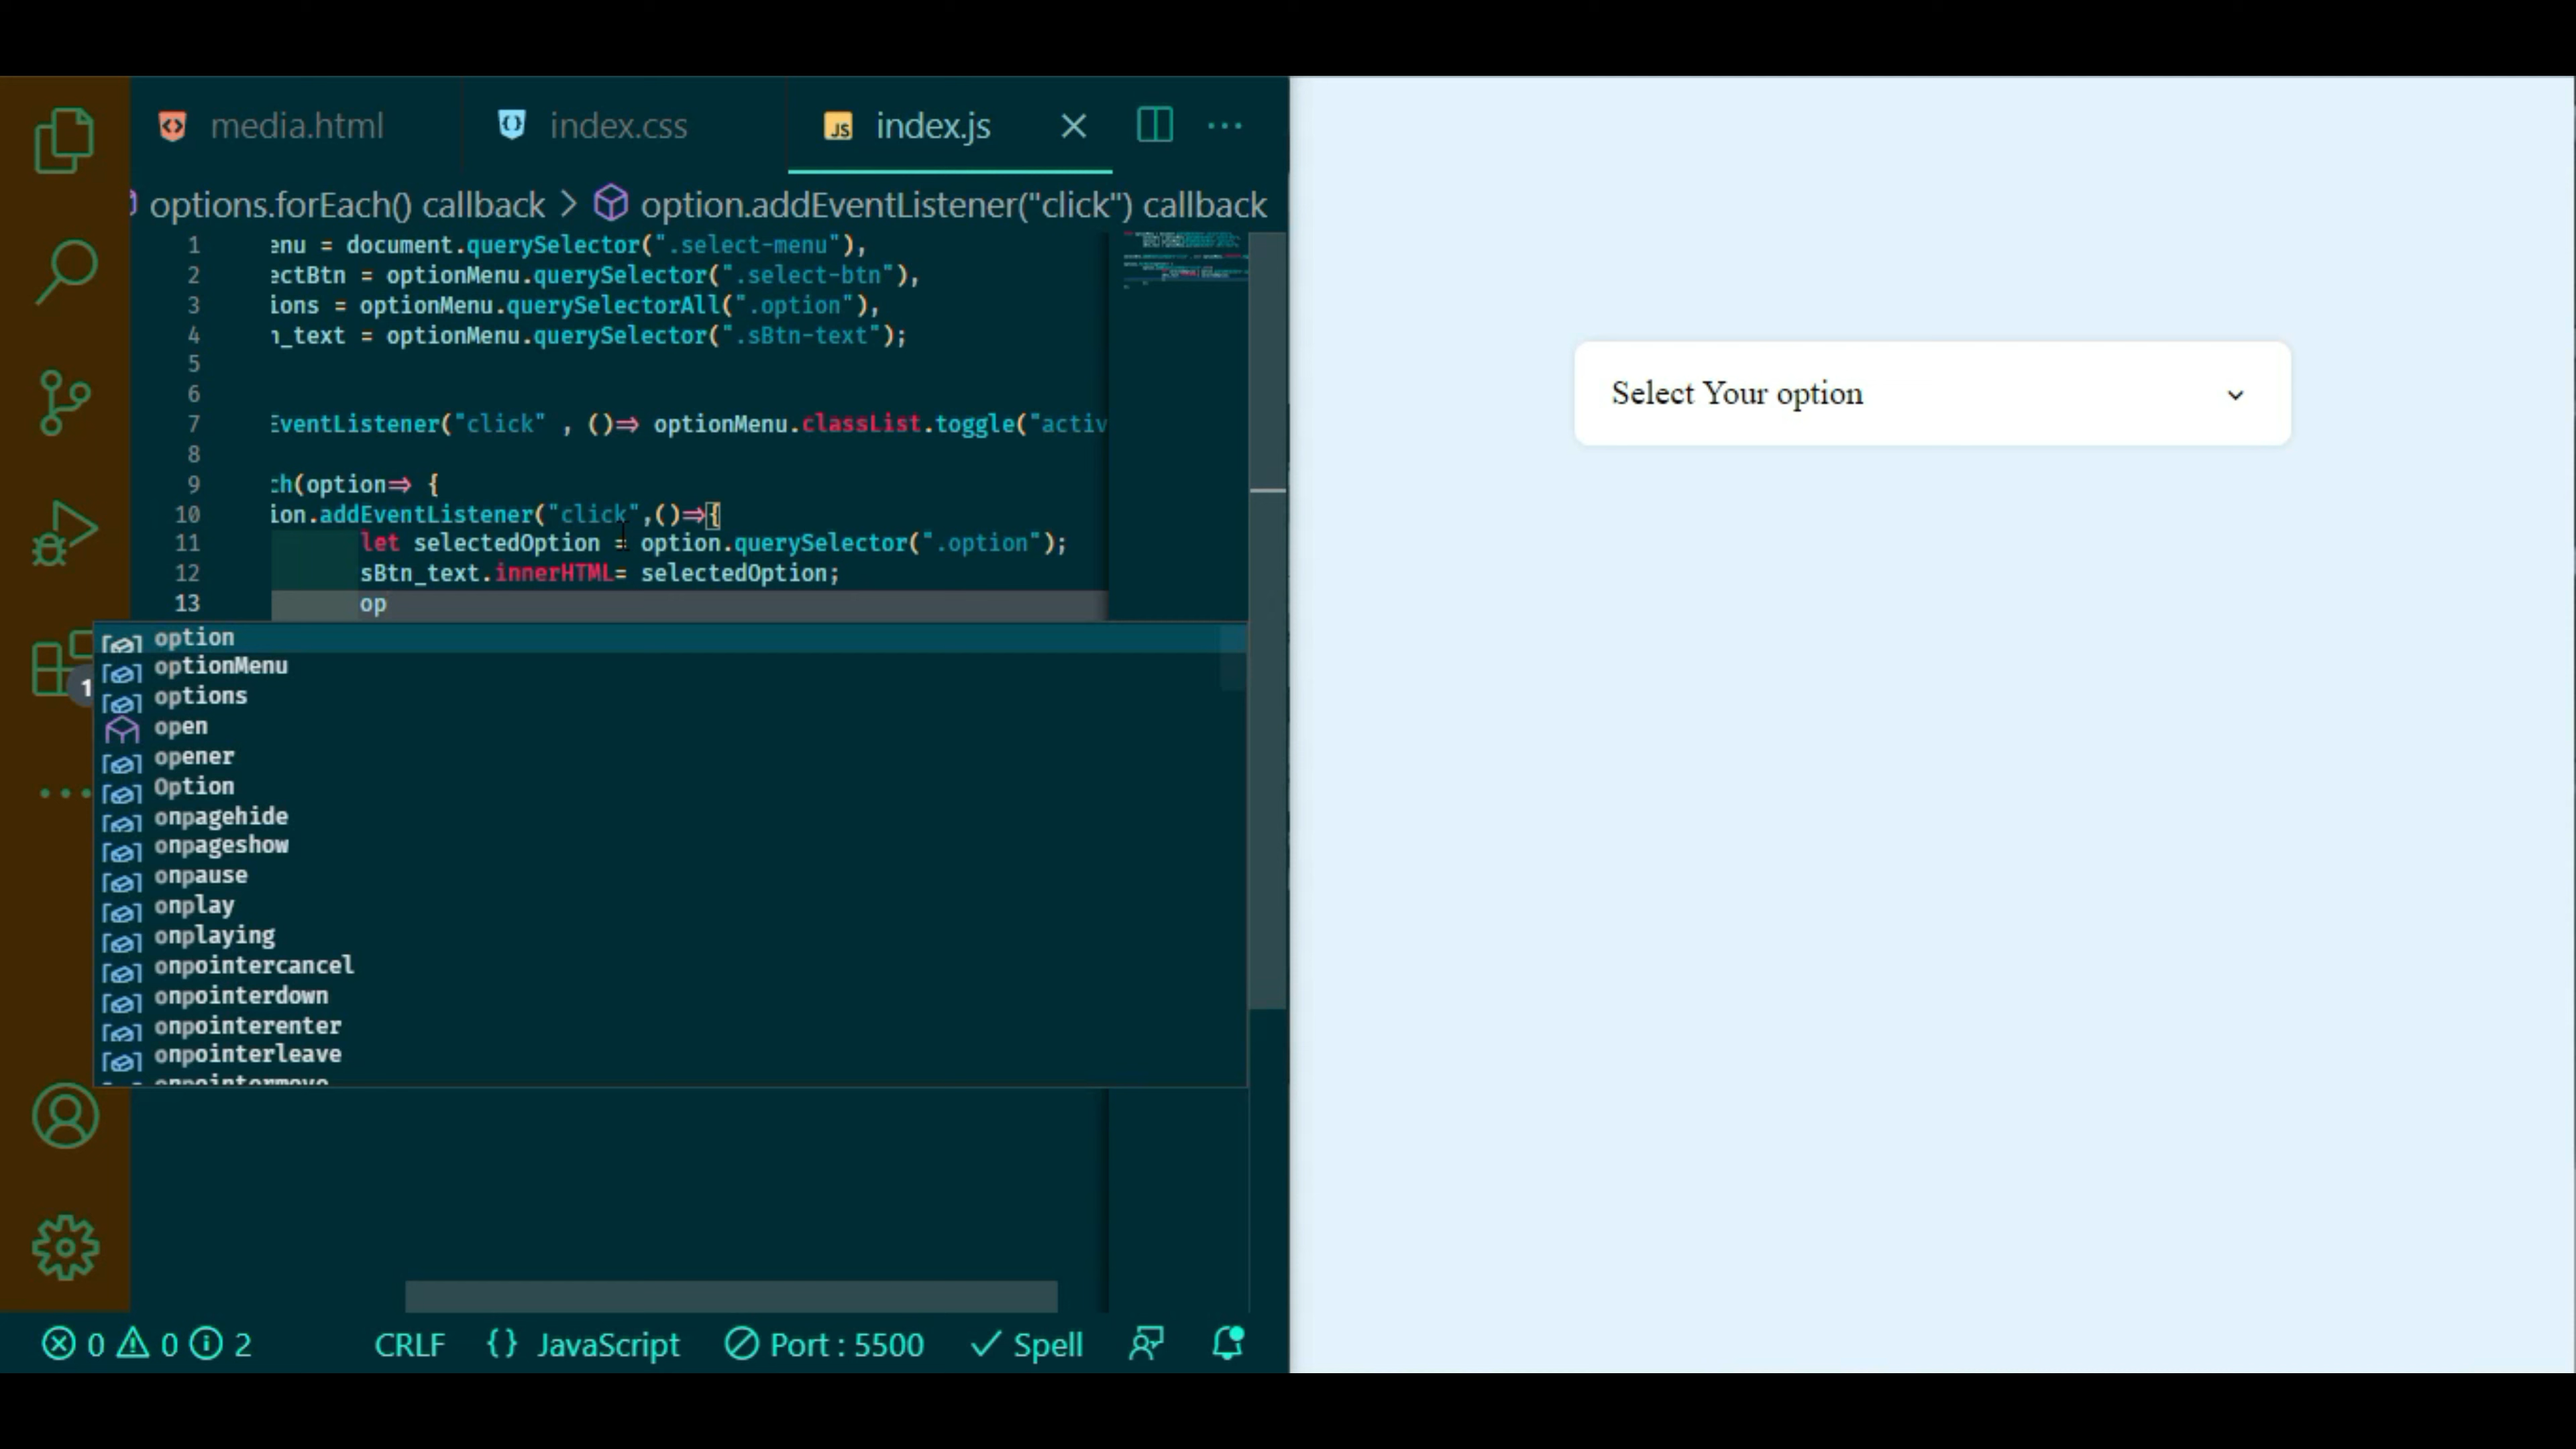 media.html
index.css
index.js
options.forEach() callback > option.addEventListener("click") callback
1 enu = document.querySelector(".select-menu"),
2 ectBtn = optionMenu.querySelector(".select-btn"),
3 ions = optionMenu.querySelectorAll(".option"),
4 n_text = optionMenu.querySelector(".sBtn-text");
5
6
7 EventListener("click" , ()=> optionMenu.classList.toggle("activ
8
9 ch(option=> {
10 ion.addEventListener("click",()=>{
11 let selectedOption = option.querySelector(".option");
12 sBtn_text.innerHTML= selectedOption;
13 op
option
optionMenu
options
open
opener
Option
onpagehide
onpageshow
onpause
onplay
onplaying
onpointercancel
onpointerdown
onpointerenter
onpointerleave
onpointermove
1
0 0 2 CRLF {} JavaScript Port : 5500 Spell
Select Your option